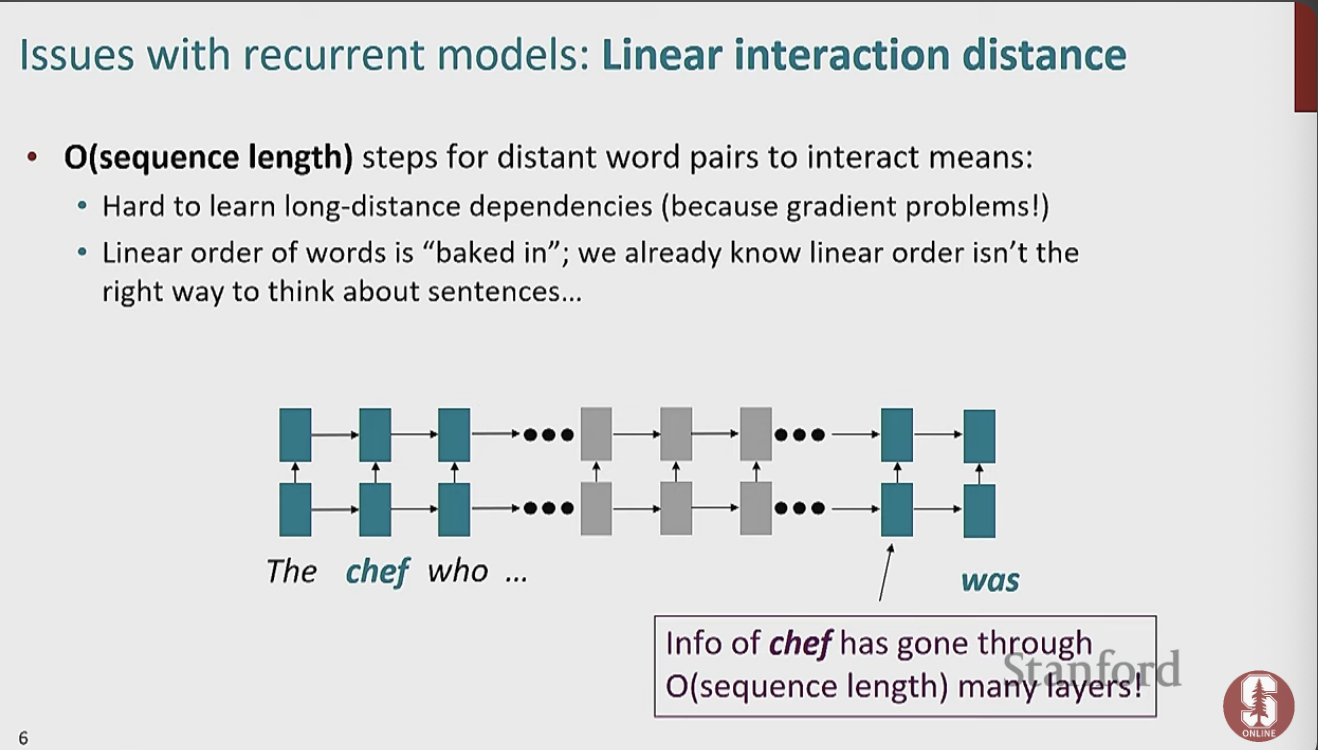 Issues with recurrent models: Linear interaction distance
• O(sequence length) steps for distant word pairs to interact means:
• Hard to learn long-distance dependencies (because gradient problems!)
• Linear order of words is “baked in”; we already know linear order isn’t the
right way to think about sentences…
The chef who …
was
Info of chef has gone through
O(sequence length) many layers!
Stanford
S
ONLINE
6